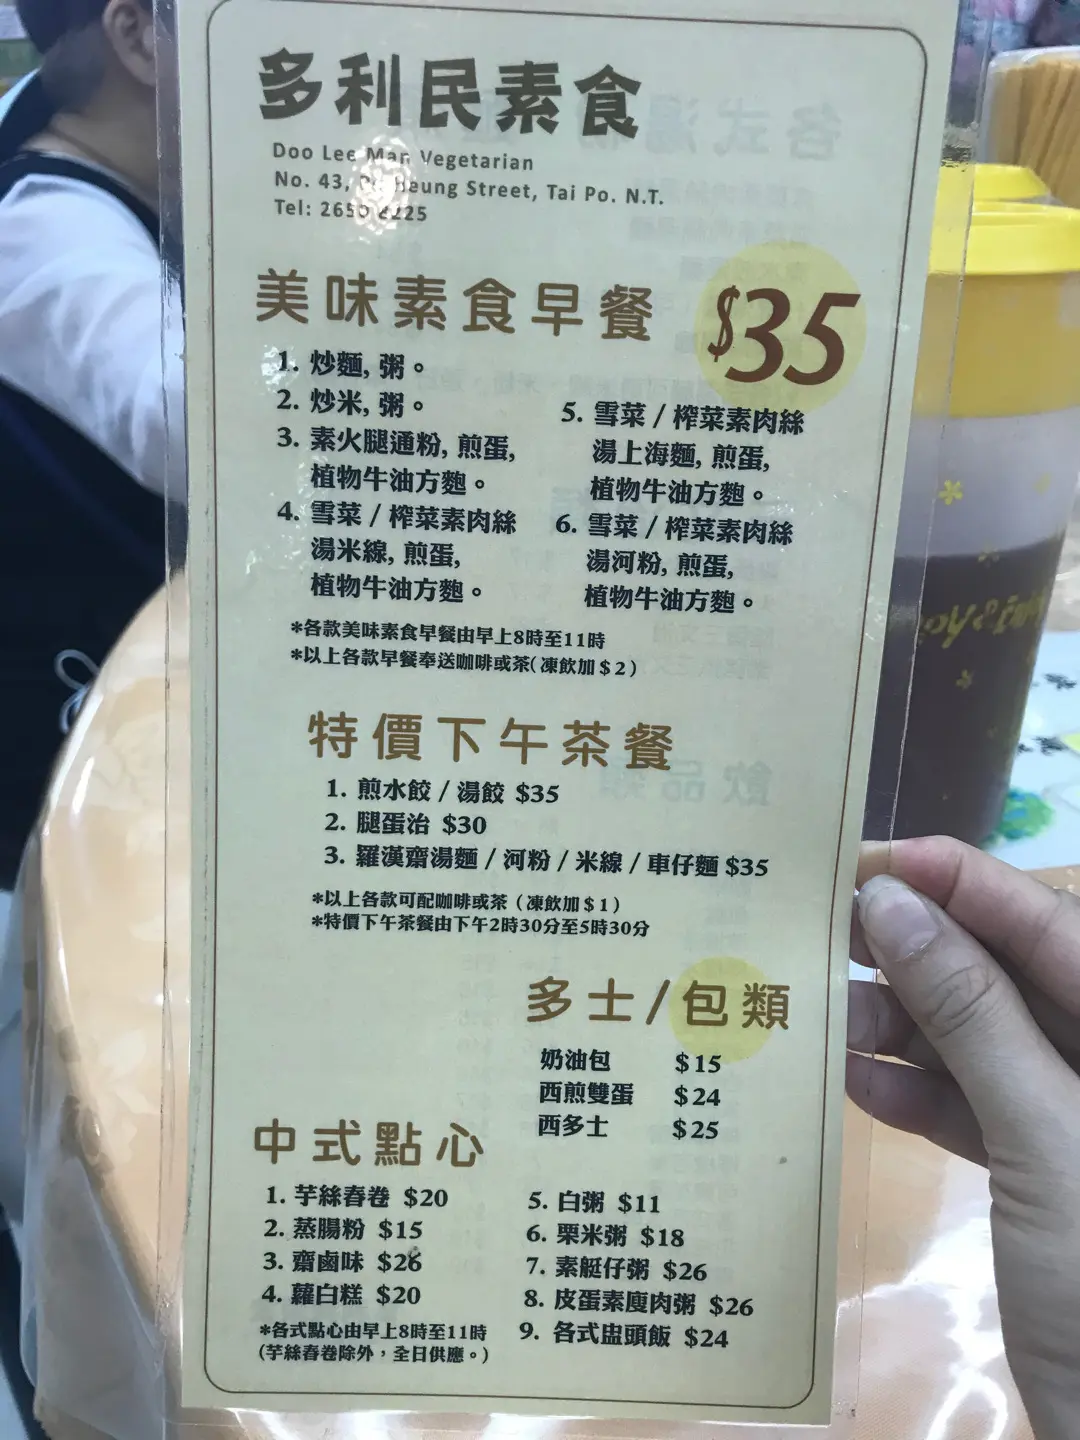 多利民素食
Doo Lee Man Vegetarian
No. 43, Heung Street, Tai Po. N.T.
Tel: 2650 2225
美味素食早餐 $35
1. 炒麵, 粥。
2. 炒米, 粥。
3. 素火腿通粉, 煎蛋,
植物牛油方麭。
4. 雪菜 / 榨菜素肉絲
湯米線, 煎蛋,
植物牛油方麭。
5. 雪菜 / 榨菜素肉絲
湯上海麵, 煎蛋,
植物牛油方麭。
6. 雪菜 / 榨菜素肉絲
湯河粉, 煎蛋,
植物牛油方麭。
*各款美味素食早餐由早上8時至11時
*以上各款早餐奉送咖啡或茶(凍飲加$2)
特價下午茶餐
1. 煎水餃 / 湯餃 $35
2. 腿蛋治 $30
3. 羅漢齋湯麵 / 河粉 / 米線 / 車仔麵 $35
*以上各款可配咖啡或茶（凍飲加$1）
*特價下午茶餐由下午2時30分至5時30分
多士/包類
奶油包 $15
西煎雙蛋 $24
西多士 $25
中式點心
1. 芋絲春卷 $20
2. 蒸腸粉 $15
3. 齋鹵味 $26
4. 蘿白糕 $20
*各式點心由早上8時至11時
(芋絲春卷除外，全日供應。)
5. 白粥 $11
6. 栗米粥 $18
7. 素艇仔粥 $26
8. 皮蛋素廋肉粥 $26
9. 各式盅頭飯 $24